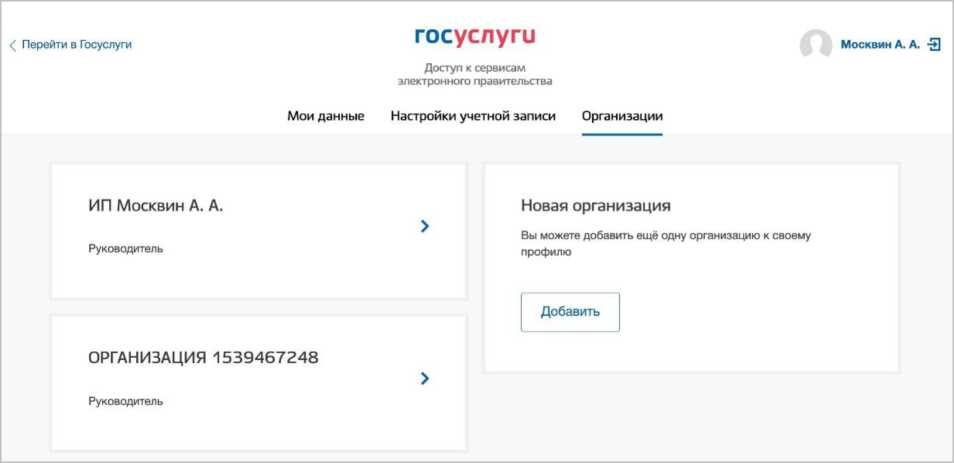 Перейти в Госуслуги
госуслуги
Москвин А. А.
Доступ к сервисам
электронного правительства
Мои данные Настройки учетной записи Организации
ИП Москвин А. А.
Руководитель
Новая организация
Вы можете добавить ещё одну организацию к своему
профилю
Добавить
ОРГАНИЗАЦИЯ 1539467248
Руководитель